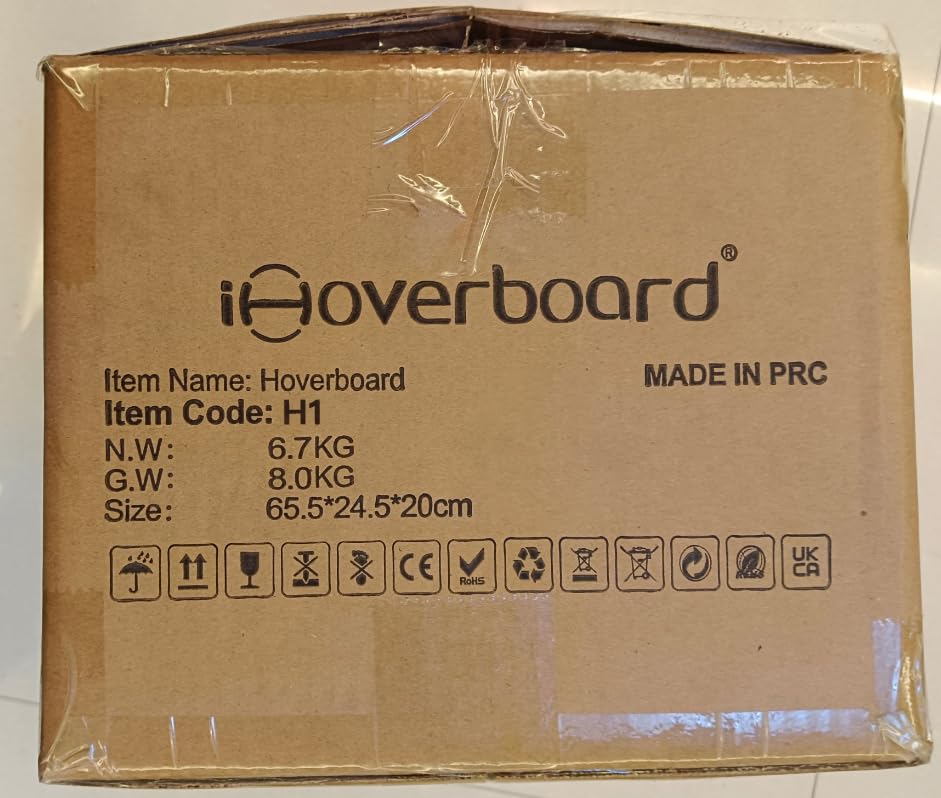 iHoverboard®
Item Name: Hoverboard
MADE IN PRC
Item Code: H1
N.W: 6.7KG
G.W: 8.0KG
Size: 65.5*24.5*20cm
CE RoHS UK CA